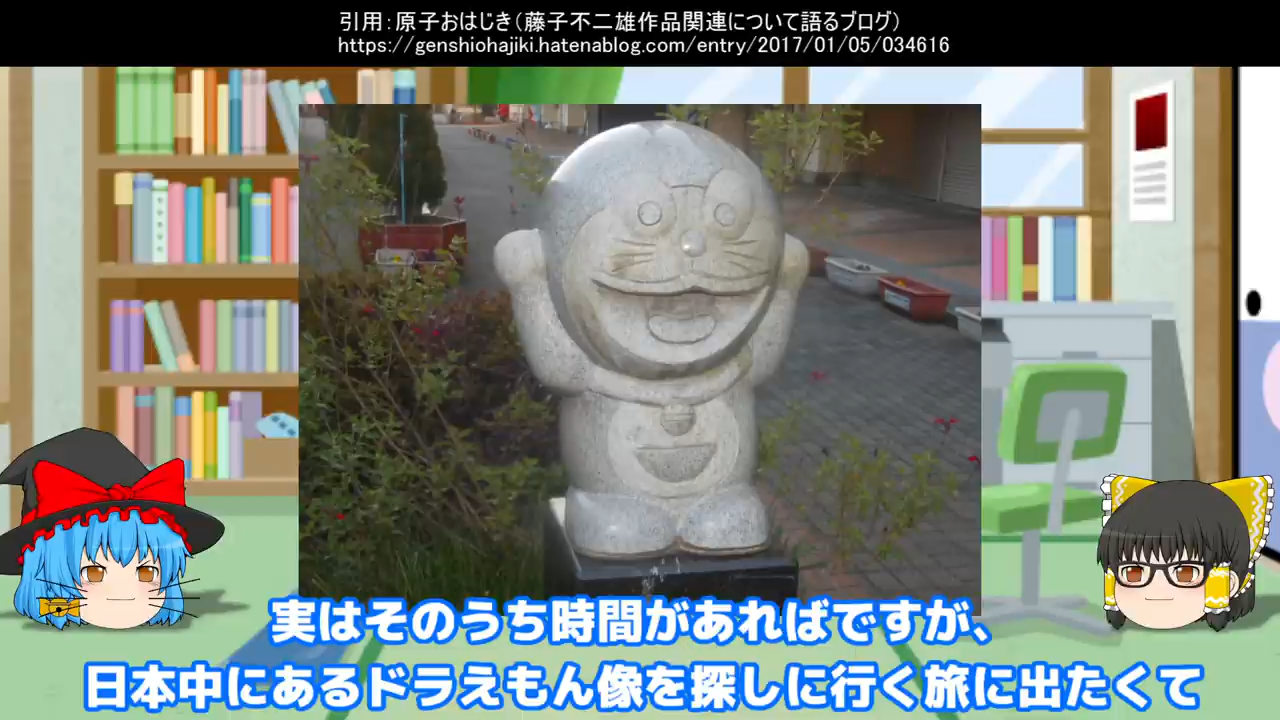 引用：原子おはじき（藤子不二雄作品関連について語るブログ）
https://genshiohajiki.hatenablog.com/entry/2017/01/05/034616
実はそのうち時間があればですが、
日本中にあるドラえもん像を探しに行く旅に出たくて